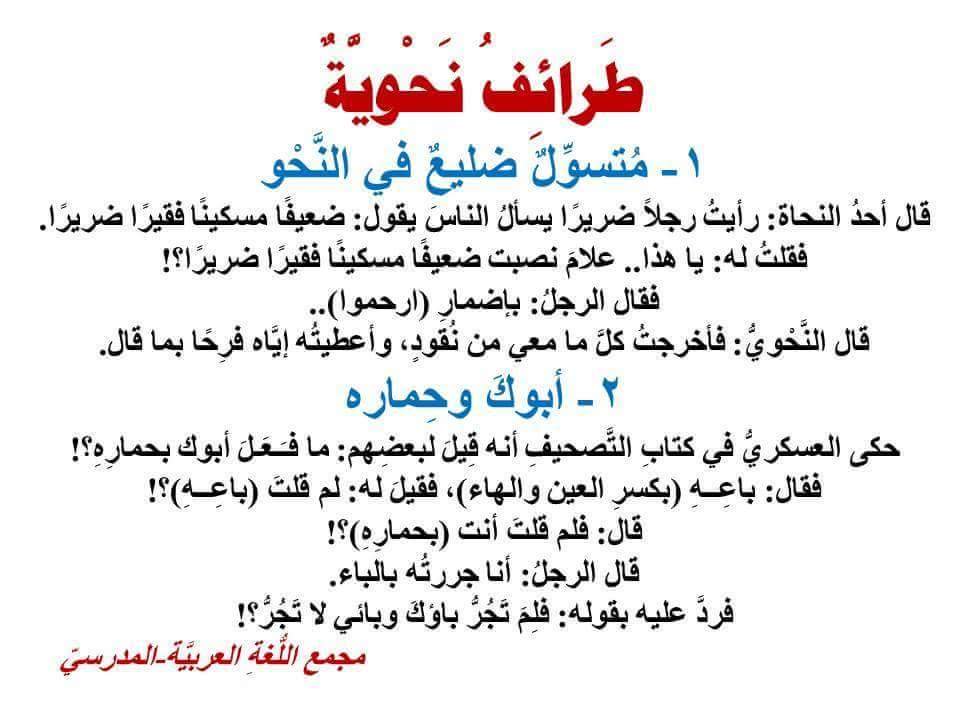 طَرائِفُ نَحْوِيَّةٌ
١- مُتسوِّلٌ ضليعٌ في النَّحْو
قال أحدُ النحاة: رأيتُ رجلاً ضريرًا يسألُ الناسَ يقول: ضعيفًا مسكينًا فقيرًا ضريرًا.
فقلتُ له: يا هذا.. علامَ نصبت ضعيفًا مسكينًا فقيرًا ضريرًا؟!
فقال الرجلُ: بإضمارِ (ارحموا)..
قال النَّحْويُّ: فأخرجتُ كلَّ ما معي من نُقودٍ، وأعطيتُه إيَّاه فرِحًا بما قال.
٢- أبوكَ وحِماره
حكى العسكريُّ في كتابِ التَّصحيفِ أنه قِيلَ لبعضِهم: ما فَـعَـلَ أبوك بحمارِهِ؟!
فقال: باعِــهِ (بكسرِ العين والهاء)، فقيلَ له: لم قلتَ (باعِــهِ)؟!
قال: فلم قلتَ أنت (بحمارِهِ)؟!
قال الرجلُ: أنا جررتُه بالباء.
فردَّ عليه بقوله: فلِمَ تَجُرُّ باؤكَ وبائي لا تَجُرُّ؟!
مجمع اللُّغةِ العربيَّة-المدرسيّ